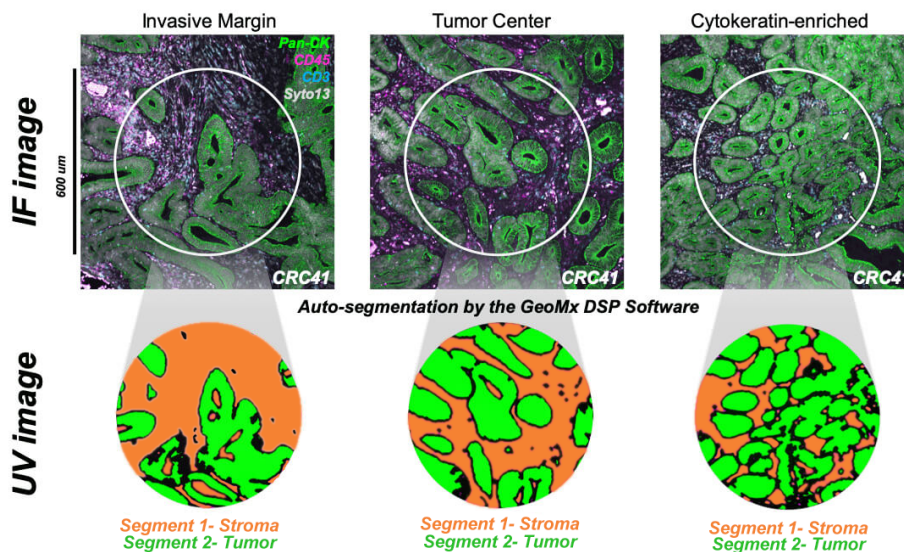 Invasive Margin
Tumor Center
Cytokeratin-enriched
IF image
600 um
Pan-CK
CD45
CD3
Syto13
CRC41
CRC41
CRC41
Auto-segmentation by the GeoMx DSP Software
UV image
Segment 1- Stroma
Segment 2- Tumor
Segment 1- Stroma
Segment 2- Tumor
Segment 1- Stroma
Segment 2- Tumor